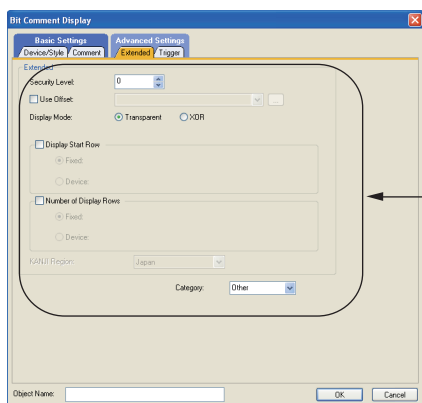 Bit Comment Display
Basic Settings Advanced Settings
Device/Style Comment Extended Trigger
Extended
Security Level: 0
Use Offset: ...
Display Mode: Transparent XOR
Display Start Row
Fixed:
Device:
Number of Display Rows
Fixed:
Device:
KANJI Region: Japan
Category: Other
Object Name: OK Cancel